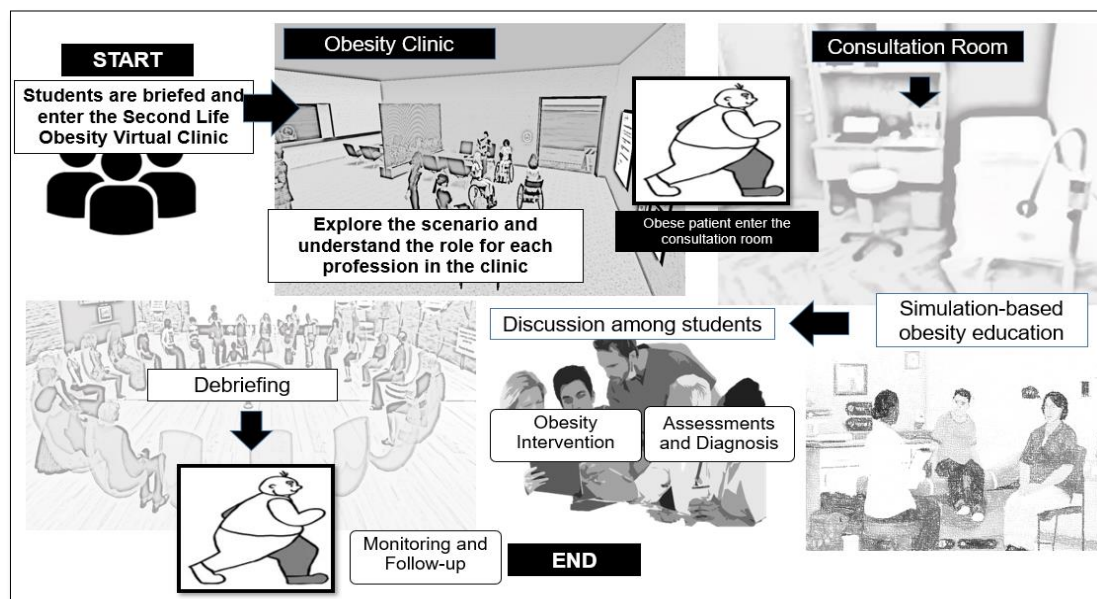 START
Students are briefed and
enter the Second Life
Obesity Virtual Clinic
Obesity Clinic
Explore the scenario and
understand the role for each
profession in the clinic
Obese patient enter the
consultation room
Consultation Room
Simulation-based
obesity education
Discussion among students
Obesity
Intervention
Assessments
and Diagnosis
Debriefing
Monitoring and
Follow-up
END